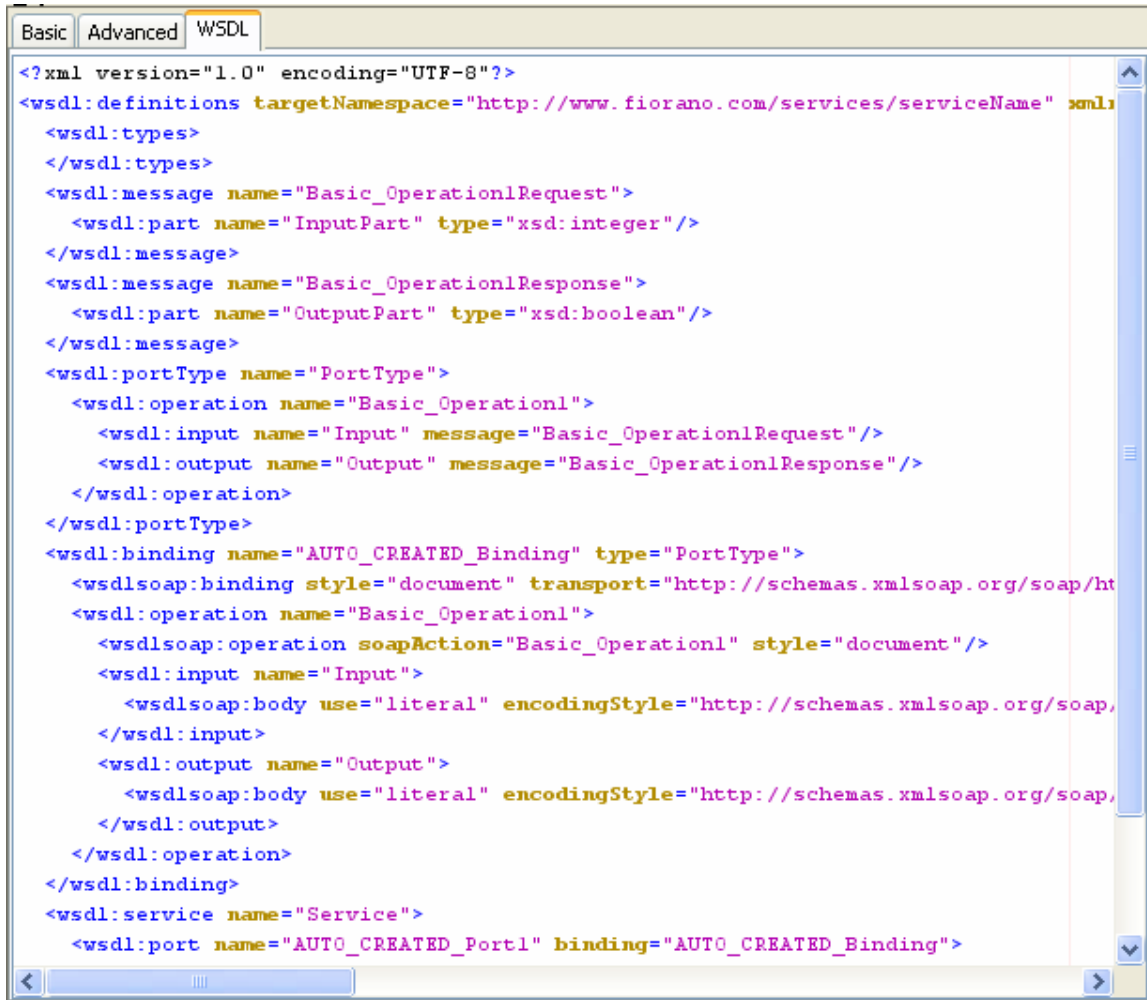 Basic Advanced WSDL
<?xml version="1.0" encoding="UTF-8"?>
<wsdl:definitions targetNamespace="http://www.fiorano.com/services/serviceName"
<wsdl:types>
</wsdl:types>
<wsdl:message name="Basic_Operation1Request">
<wsdl:part name="InputPart" type="xsd:integer"/>
</wsdl:message>
<wsdl:message name="Basic_Operation1Response">
<wsdl:part name="OutputPart" type="xsd:boolean"/>
</wsdl:message>
<wsdl:portType name="PortType">
<wsdl:operation name="Basic_Operation1">
<wsdl:input name="Input" message="Basic_Operation1Request"/>
<wsdl:output name="Output" message="Basic_Operation1Response"/>
</wsdl:operation>
</wsdl:portType>
<wsdl:binding name="AUTO_CREATED_Binding" type="PortType">
<wsdlsoap:binding style="document" transport="http://schemas.xmlsoap.org/soap/ht
<wsdl:operation name="Basic_Operation1">
<wsdlsoap:operation soapAction="Basic_Operation1" style="document"/>
<wsdl:input name="Input">
<wsdlsoap:body use="literal" encodingStyle="http://schemas.xmlsoap.org/soap/
</wsdl:input>
<wsdl:output name="Output">
<wsdlsoap:body use="literal" encodingStyle="http://schemas.xmlsoap.org/soap/
</wsdl:output>
</wsdl:operation>
</wsdl:binding>
<wsdl:service name="Service">
<wsdl:port name="AUTO_CREATED_Port1" binding="AUTO_CREATED_Binding">